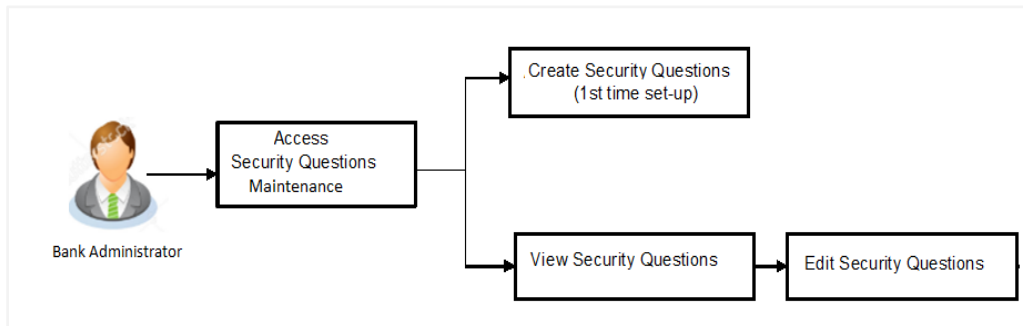 Create Security Questions
(1st time set-up)
Access
Security Questions
Maintenance
Bank Administrator
View Security Questions
Edit Security Questions